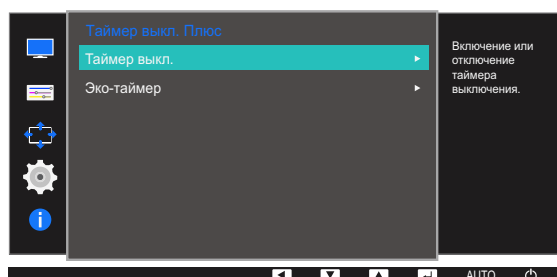 Таймер выкл. Плюс
Таймер выкл.
Эко-таймер
Включение или
отключение
таймера
выключения.
AUTO